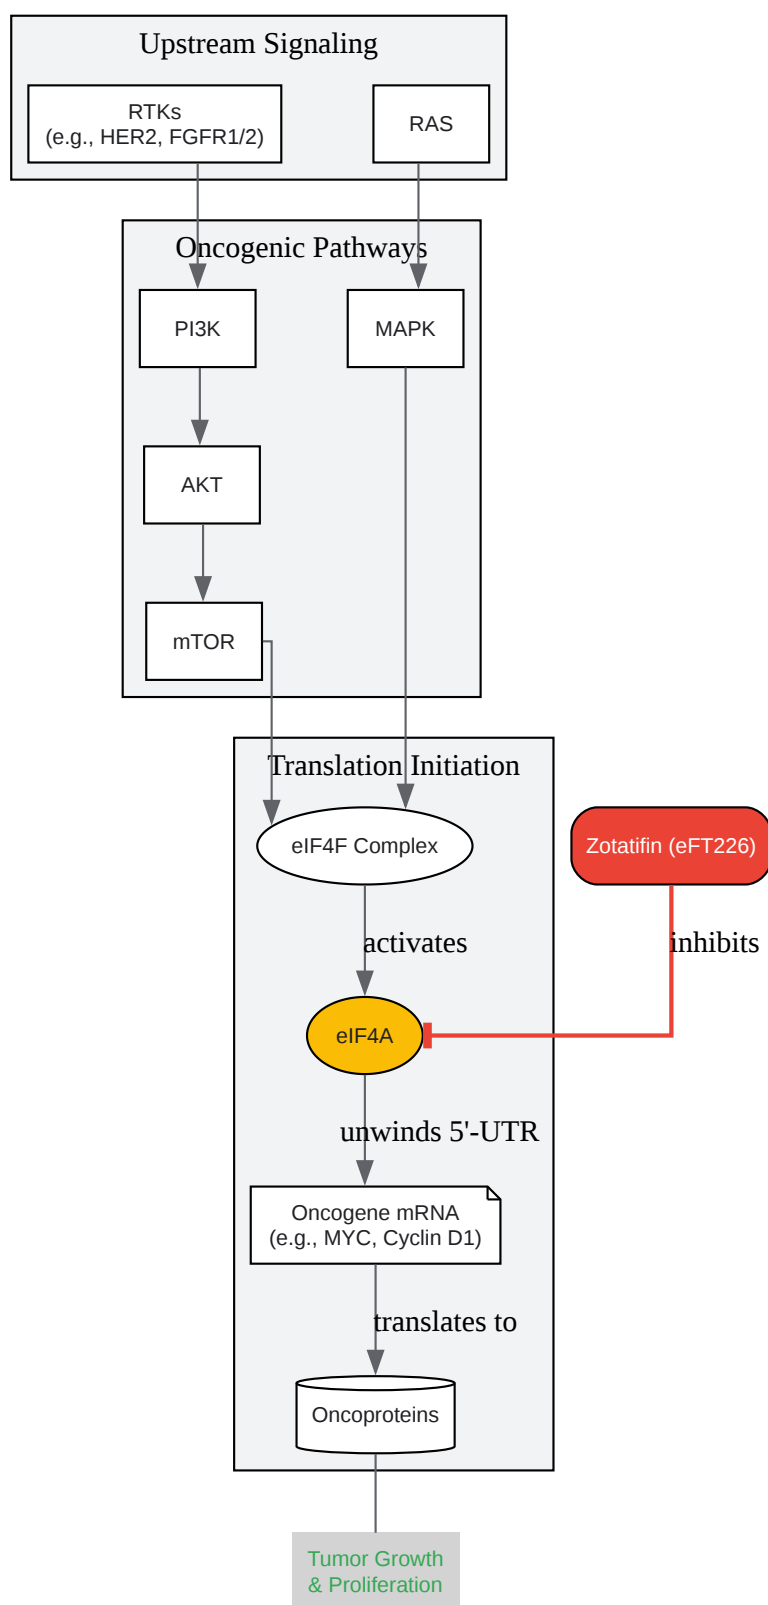 Upstream Signaling
RTKs
(e.g., HER2, FGFR1/2)
RAS
Oncogenic Pathways
PI3K
MAPK
AKT
mTOR
Translation Initiation
eIF4F Complex
Zotatifin (eFT226)
activates
inhibits
eIF4A
unwinds 5'-UTR
Oncogene mRNA
(e.g., MYC, Cyclin D1)
translates to
Oncoproteins
Tumor Growth
& Proliferation